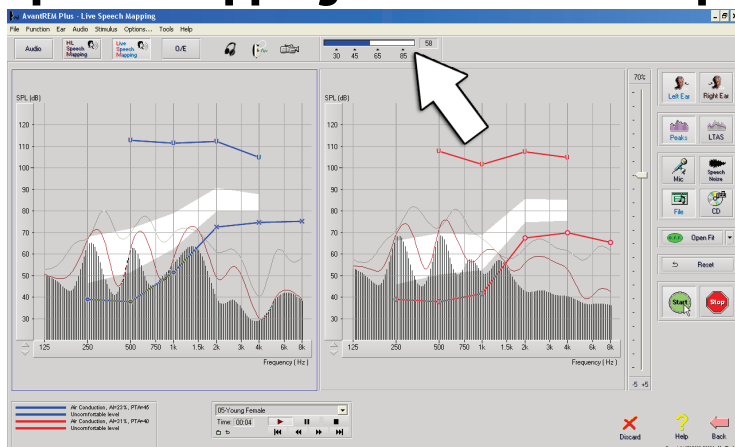 AvantREM Plus - Live Speech Mapping
File Function Ear Audio Stimulus Options... Tools Help
Audio
HL Speech Mapping
Live Speech Mapping
O/E
58
30 45 65 85
SPL (dB)
120
110
100
90
80
70
60
50
40
30
125 250 500 750 1k 1.5k 2k 3k 4k 6k 8k
Frequency (Hz)
SPL (dB)
120
110
100
90
80
70
60
50
40
30
125 250 500 750 1k 1.5k 2k 3k 4k 6k 8k
Frequency (Hz)
70%
-5 +5
Left Ear Right Ear
Peaks LTAS
Mic Speech Noise
File CD
Open Fit
Reset
Start Stop
Air Conduction, AI=23%, PTA=45
Uncomfortable level
Air Conduction, AI=31%, PTA=40
Uncomfortable level
05-Young Female
Time: 00:04
Discard Help Back